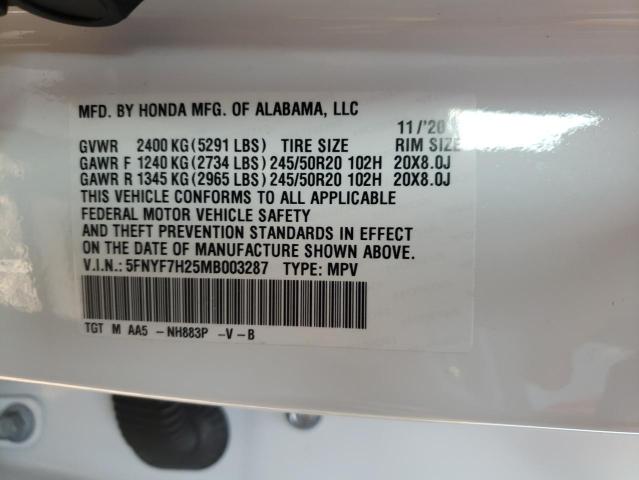 MFD. BY HONDA MFG. OF ALABAMA, LLC
11/'20
GVWR 2400 KG(5291 LBS) TIRE SIZE RIM SIZE
GAWR F 1240 KG(2734 LBS)245/50R20 102H 20X8.0J
GAWR R 1345 KG(2965 LBS)245/50R20 102H 20X8.0J
THIS VEHICLE CONFORMS TO ALL APPLICABLE
FEDERAL MOTOR VEHICLE SAFETY
AND THEFT PREVENTION STANDARDS IN EFFECT
ON THE DATE OF MANUFACTURE SHOWN ABOVE.
V.I.N.: 5FNYF7H25MB003287 TYPE: MPV
TGT M AA5 -NH883P -V-B